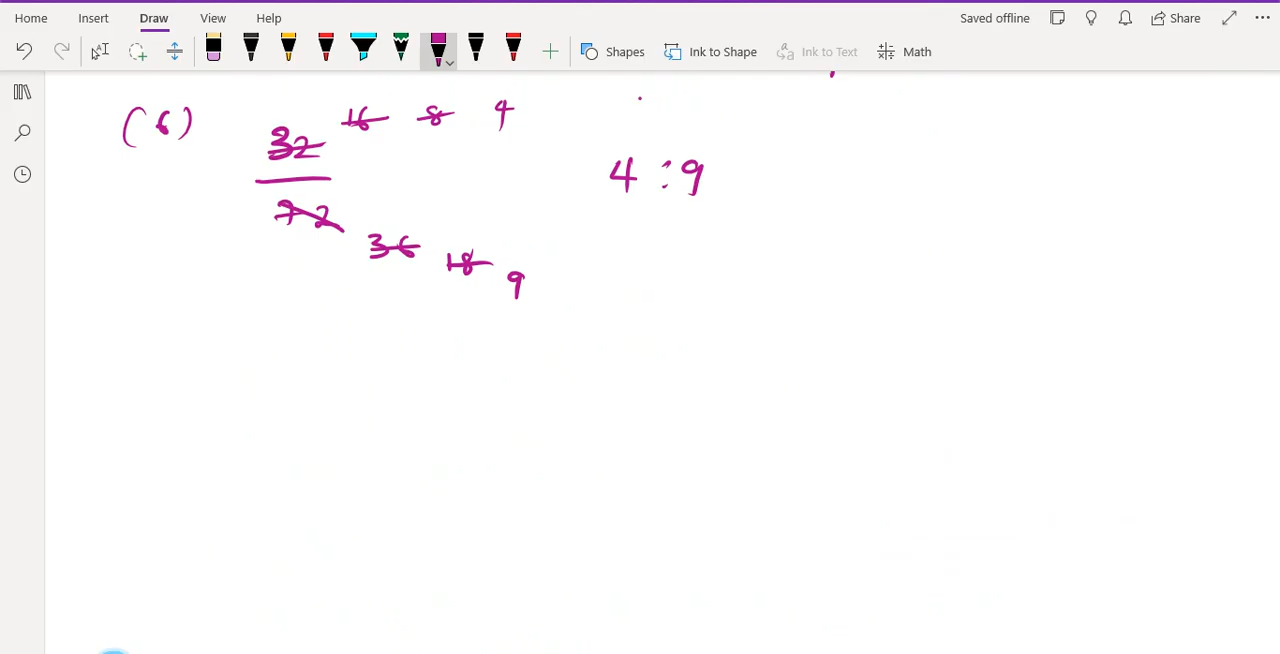 Home Insert Draw View Help Saved offline Share
Shapes Ink to Shape Ink to Text Math
(6) 32 16 8 4
72 36 18 9
4 : 9